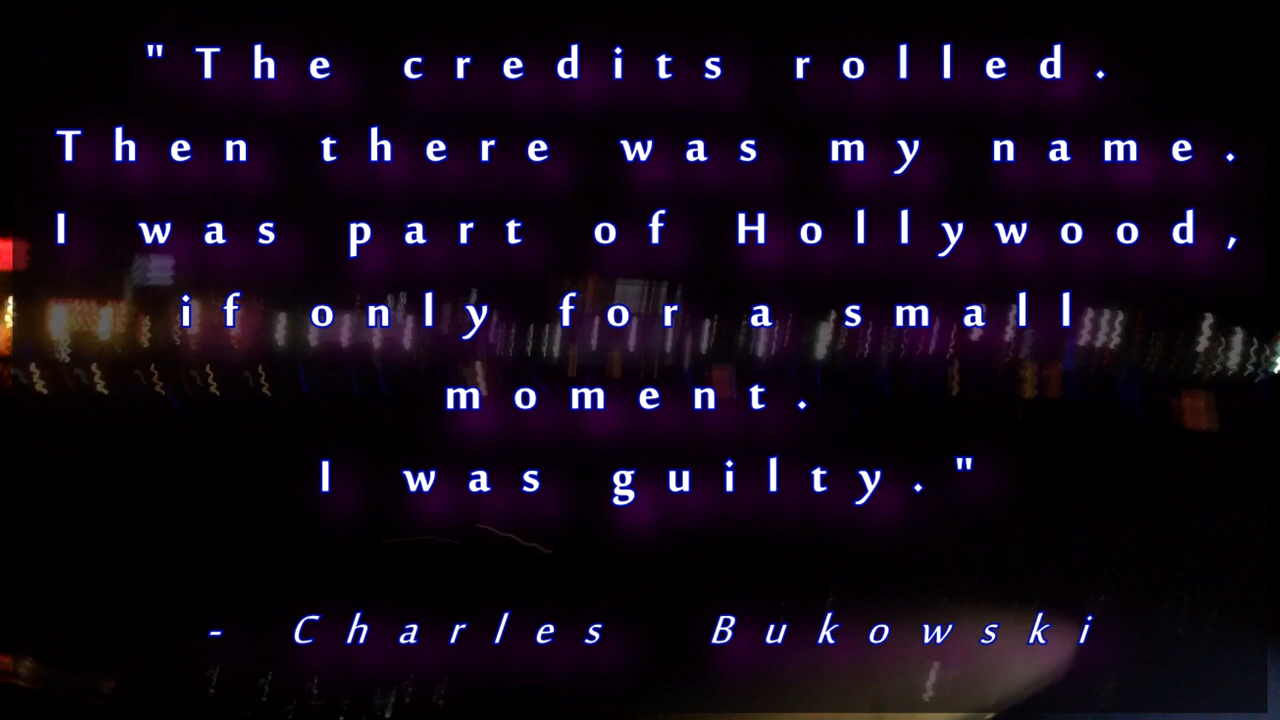 "The credits rolled.
Then there was my name.
I was part of Hollywood,
if only for a small
moment.
I was guilty."
- Charles Bukowski